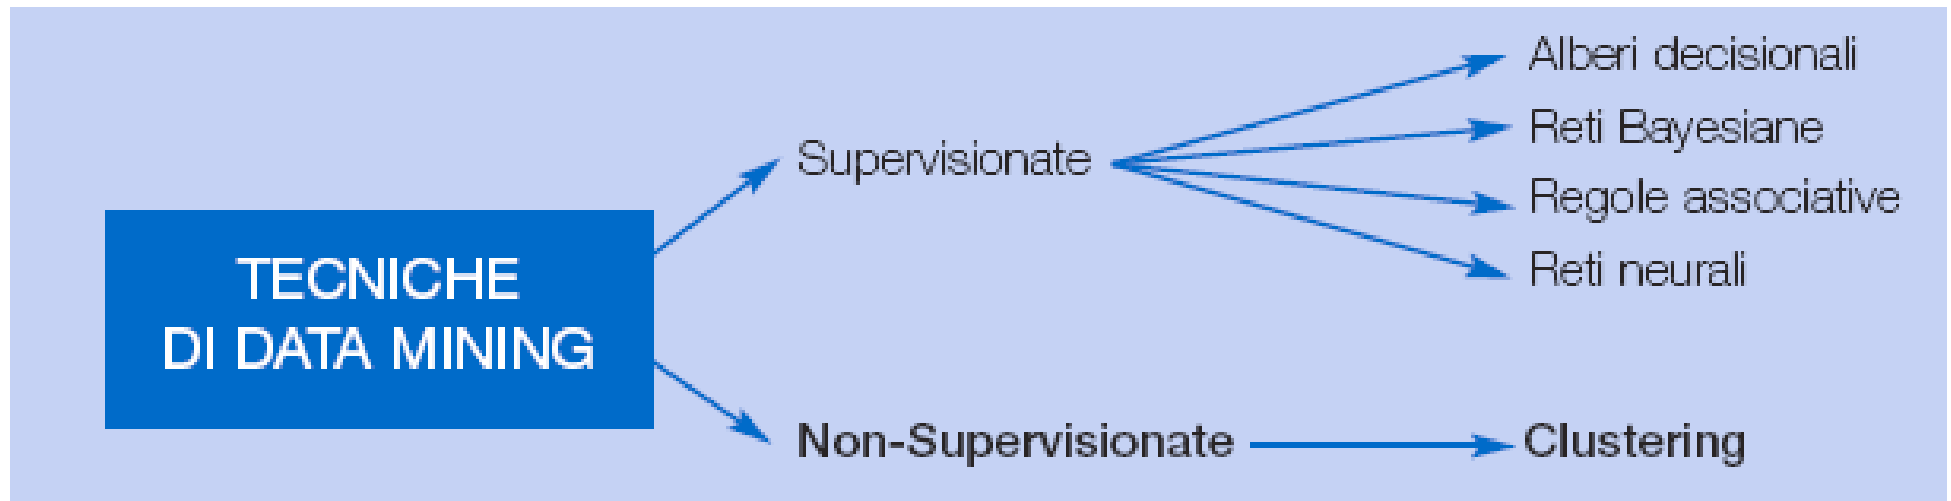 Alberi decisionali
Reti Bayesiane
Supervisionate
Regole associative
Reti neurali
TECNICHE
DI DATA MINING
Non-Supervisionate
Clustering